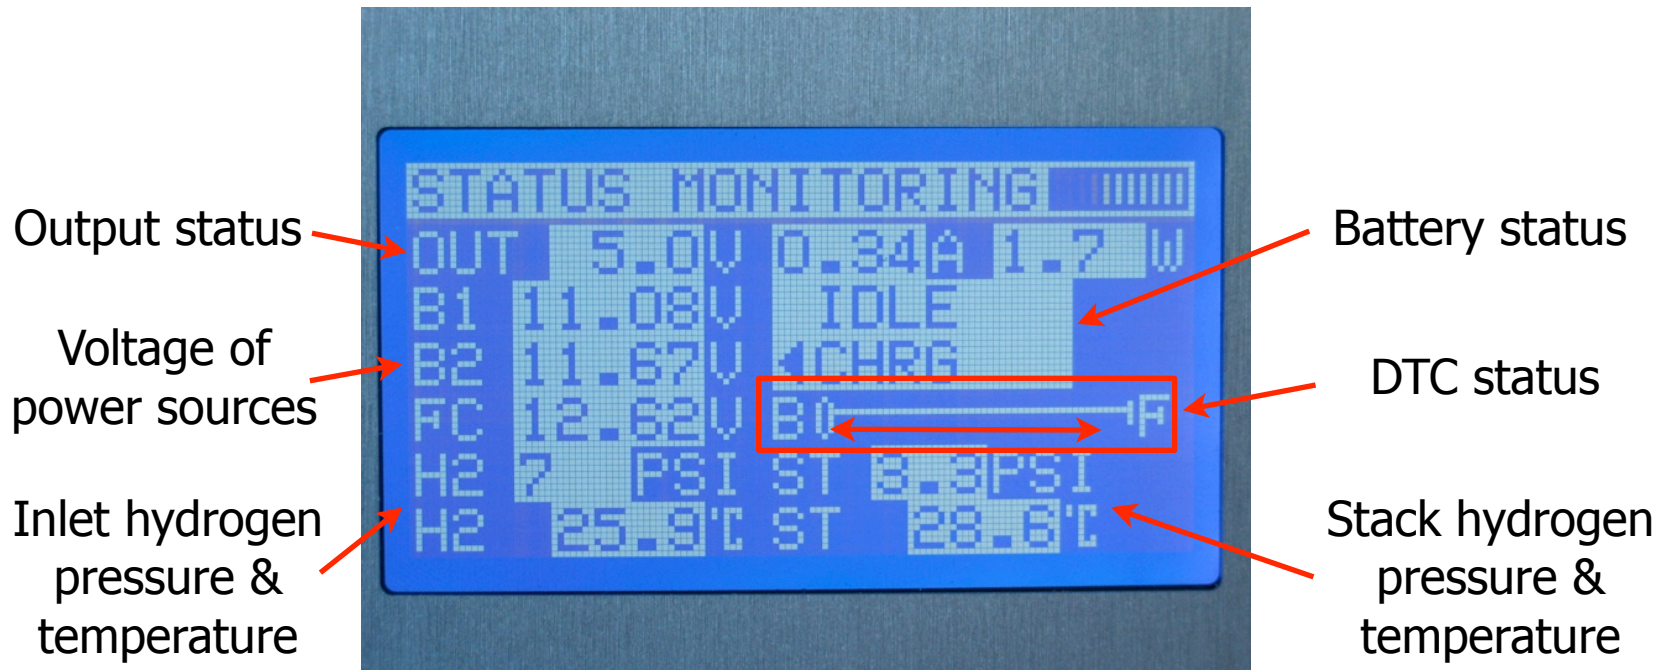 STATUS MONITORING
OUT 5.0V 0.34A 1.7 W
B1 11.08V IDLE
B2 11.67V ◀CHRG
FC 12.62V B F
H2 7 PSI ST 8.3PSI
H2 25.9℃ ST 28.6℃
Output status
Voltage of
power sources
Inlet hydrogen
pressure &
temperature
Battery status
DTC status
Stack hydrogen
pressure &
temperature